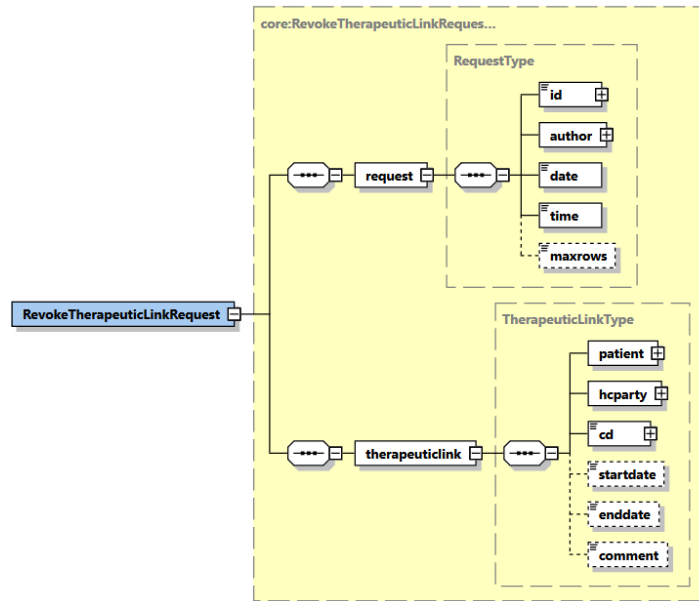 core:RevokeTherapeuticLinkReques...
RequestType
id
author
request
date
time
maxrows
RevokeTherapeuticLinkRequest
TherapeuticLinkType
patient
hcparty
cd
therapeuticlink
startdate
enddate
comment